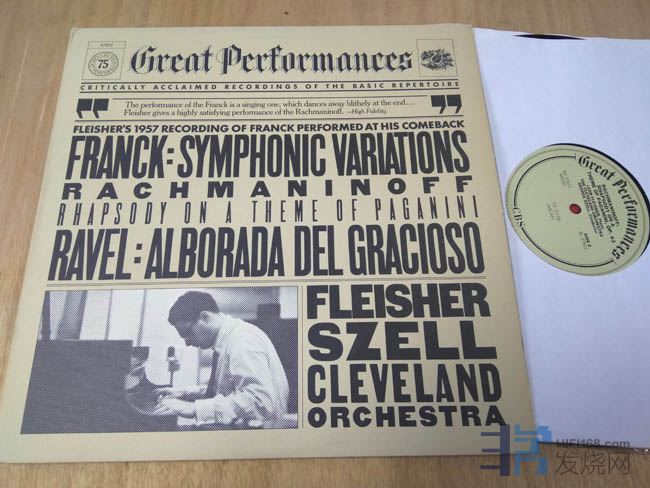 75
Great Performances
CRITICALLY ACCLAIMED RECORDINGS OF THE BASIC REPERTOIRE
The performance of the Franck is a singing one, which dances away blithely at the end....
Fleisher gives a highly satisfying performance of the Rachmaninoff. —High Fidelity
FLEISHER'S 1957 RECORDING OF FRANCK PERFORMED AT HIS COMEBACK
FRANCK: SYMPHONIC VARIATIONS
RACHMANINOFF
RHAPSODY ON A THEME OF PAGANINI
RAVEL: ALBORADA DEL GRACIOSO
FLEISHER
SZELL
CLEVELAND
ORCHESTRA
Great Performances
CBS
HIFI168.com
发烧网